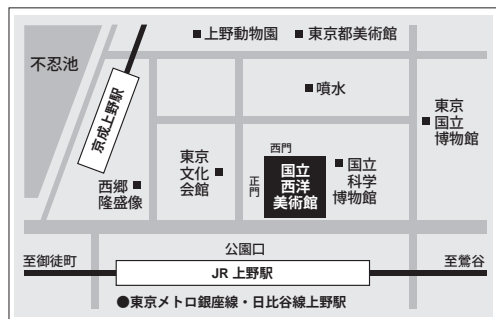 ■上野動物園 ■東京都美術館
不忍池
京成上野駅
■噴水
東京
■国立
博物館
西郷■
隆盛像
東京
文化■
会館
西門
正門
国立
西洋
美術館
■国立
科学
博物館
公園口
至御徒町
JR 上野駅
至鶯谷
●東京メトロ銀座線・日比谷線上野駅